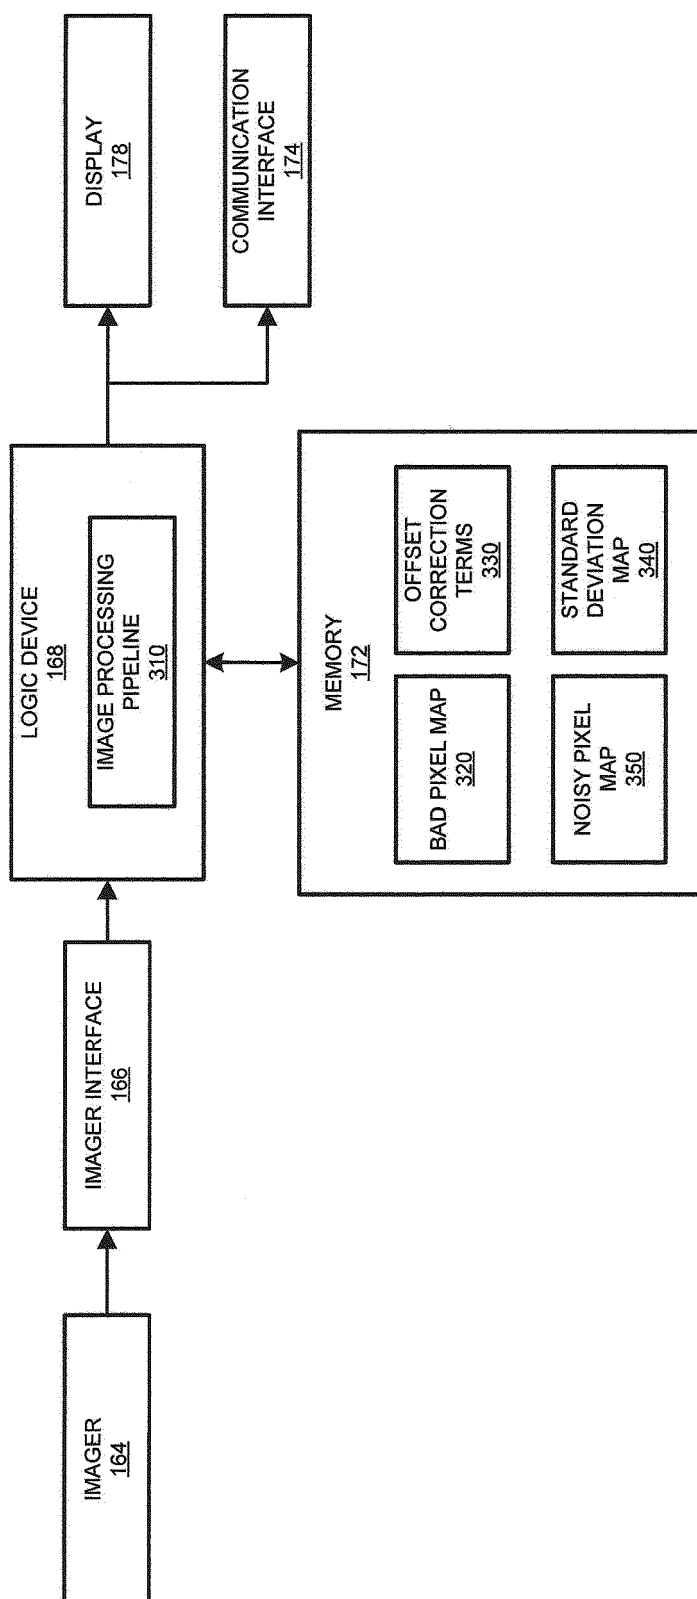 IMAGER
164
IMAGER INTERFACE
166
LOGIC DEVICE
168
IMAGE PROCESSING
PIPELINE
310
DISPLAY
178
COMMUNICATION
INTERFACE
174
MEMORY
172
BAD PIXEL MAP
320
OFFSET
CORRECTION
TERMS
330
NOISY PIXEL
MAP
350
STANDARD
DEVIATION
MAP
340